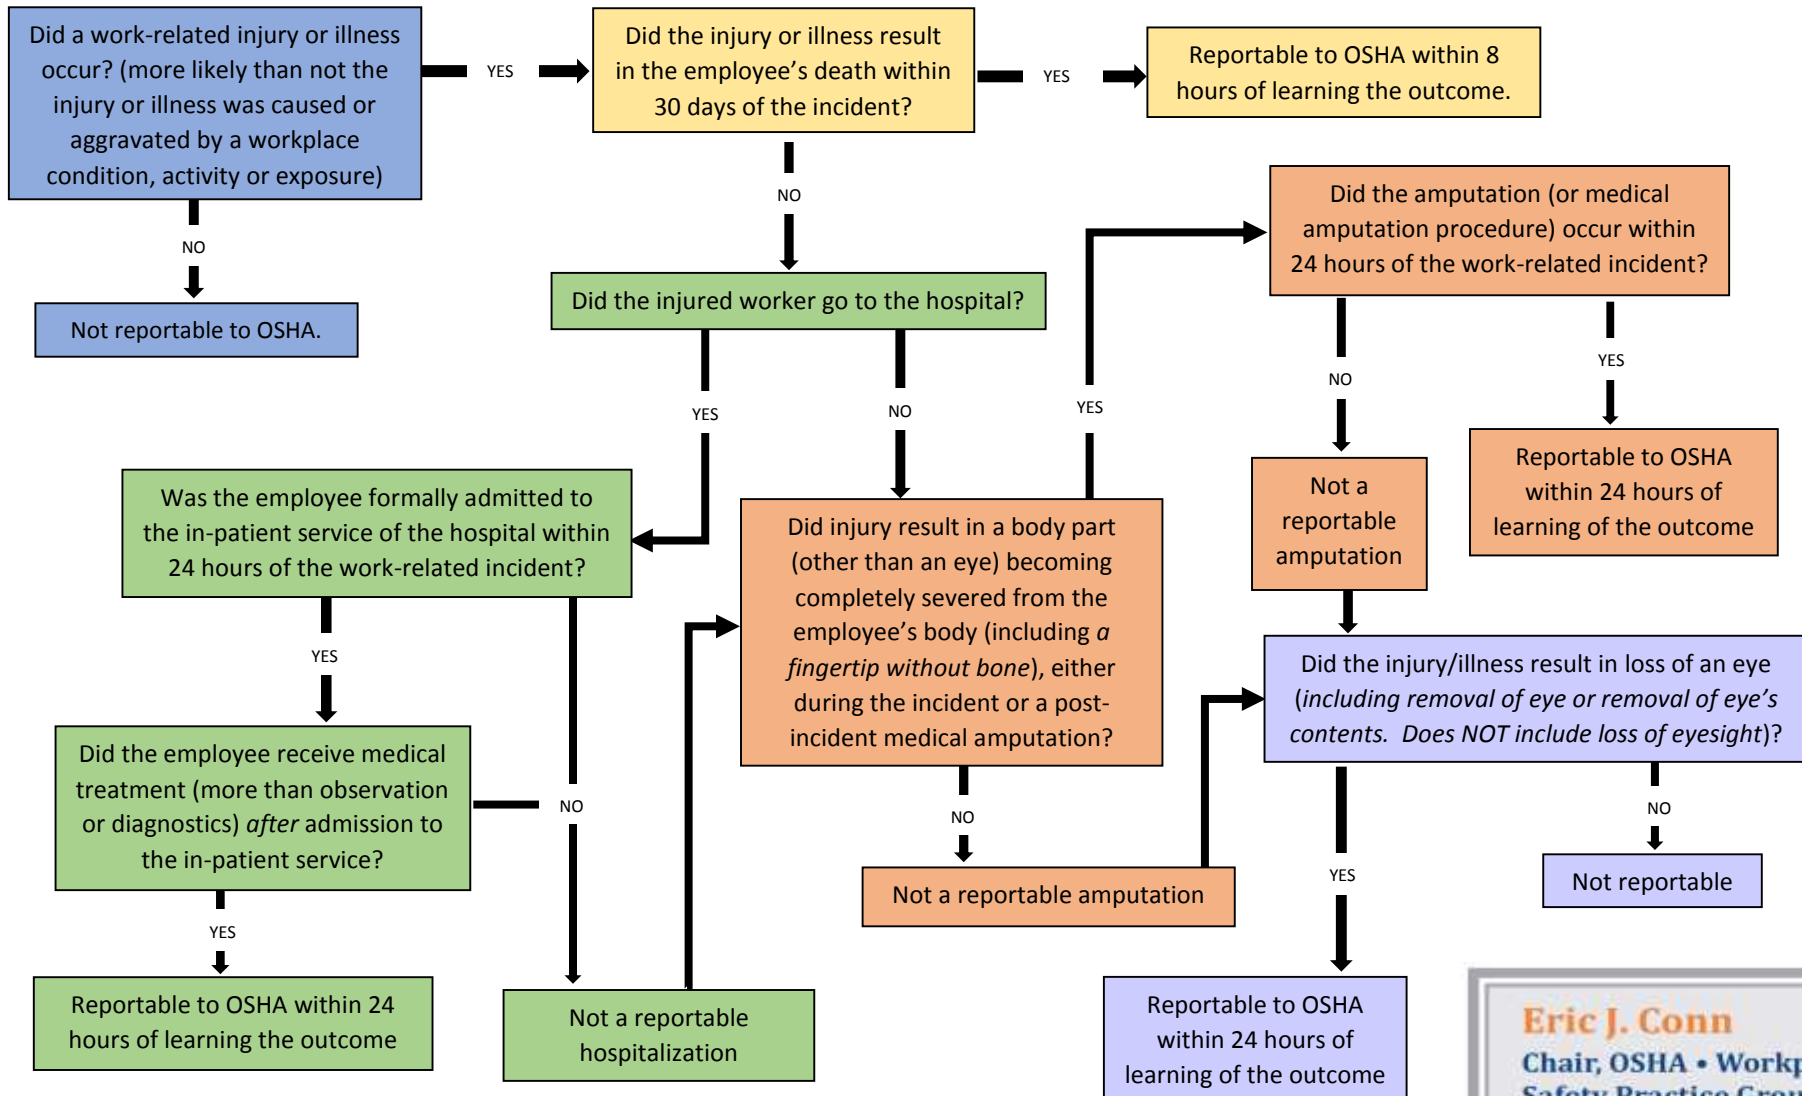 Did a work-related injury or illness
occur? (more likely than not the
injury or illness was caused or
aggravated by a workplace
condition, activity or exposure)
YES
Did the injury or illness result
in the employee's death within
30 days of the incident?
YES
Reportable to OSHA within 8
hours of learning the outcome.
NO
Not reportable to OSHA.
NO
Did the injured worker go to the hospital?
YES
NO
Was the employee formally admitted to
the in-patient service of the hospital within
24 hours of the work-related incident?
YES
NO
Did the employee receive medical
treatment (more than observation
or diagnostics) after admission to
the in-patient service?
YES
Reportable to OSHA within 24
hours of learning the outcome
Not a reportable
hospitalization
Did injury result in a body part
(other than an eye) becoming
completely severed from the
employee's body (including a
fingertip without bone), either
during the incident or a post-
incident medical amputation?
YES
NO
Not a reportable amputation
Did the amputation (or medical
amputation procedure) occur within
24 hours of the work-related incident?
NO
YES
Not a
reportable
amputation
Reportable to OSHA
within 24 hours of
learning of the outcome
Did the injury/illness result in loss of an eye
(including removal of eye or removal of eye's
contents.  Does NOT include loss of eyesight)?
YES
NO
Reportable to OSHA
within 24 hours of
learning of the outcome
Not reportable
Eric J. Conn
Chair, OSHA • Workp
Safety Practice Grou